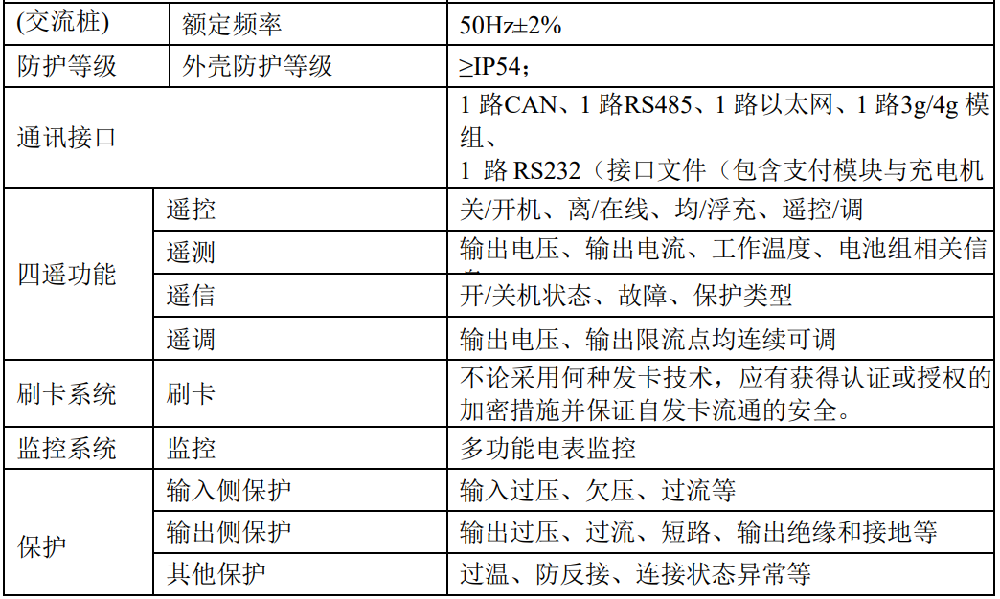 (交流桩) 额定频率 50Hz±2%
防护等级 外壳防护等级 ≥IP54；
通讯接口 1 路CAN、1 路RS485、1 路以太网、1 路3g/4g 模
组、
1 路 RS232（接口文件（包含支付模块与充电机
四遥功能 遥控 关/开机、离/在线、均/浮充、遥控/调
遥测 输出电压、输出电流、工作温度、电池组相关信
遥信 开/关机状态、故障、保护类型
遥调 输出电压、输出限流点均连续可调
刷卡系统 刷卡 不论采用何种发卡技术，应有获得认证或授权的
加密措施并保证自发卡流通的安全。
监控系统 监控 多功能电表监控
保护 输入侧保护 输入过压、欠压、过流等
输出侧保护 输出过压、过流、短路、输出绝缘和接地等
其他保护 过温、防反接、连接状态异常等